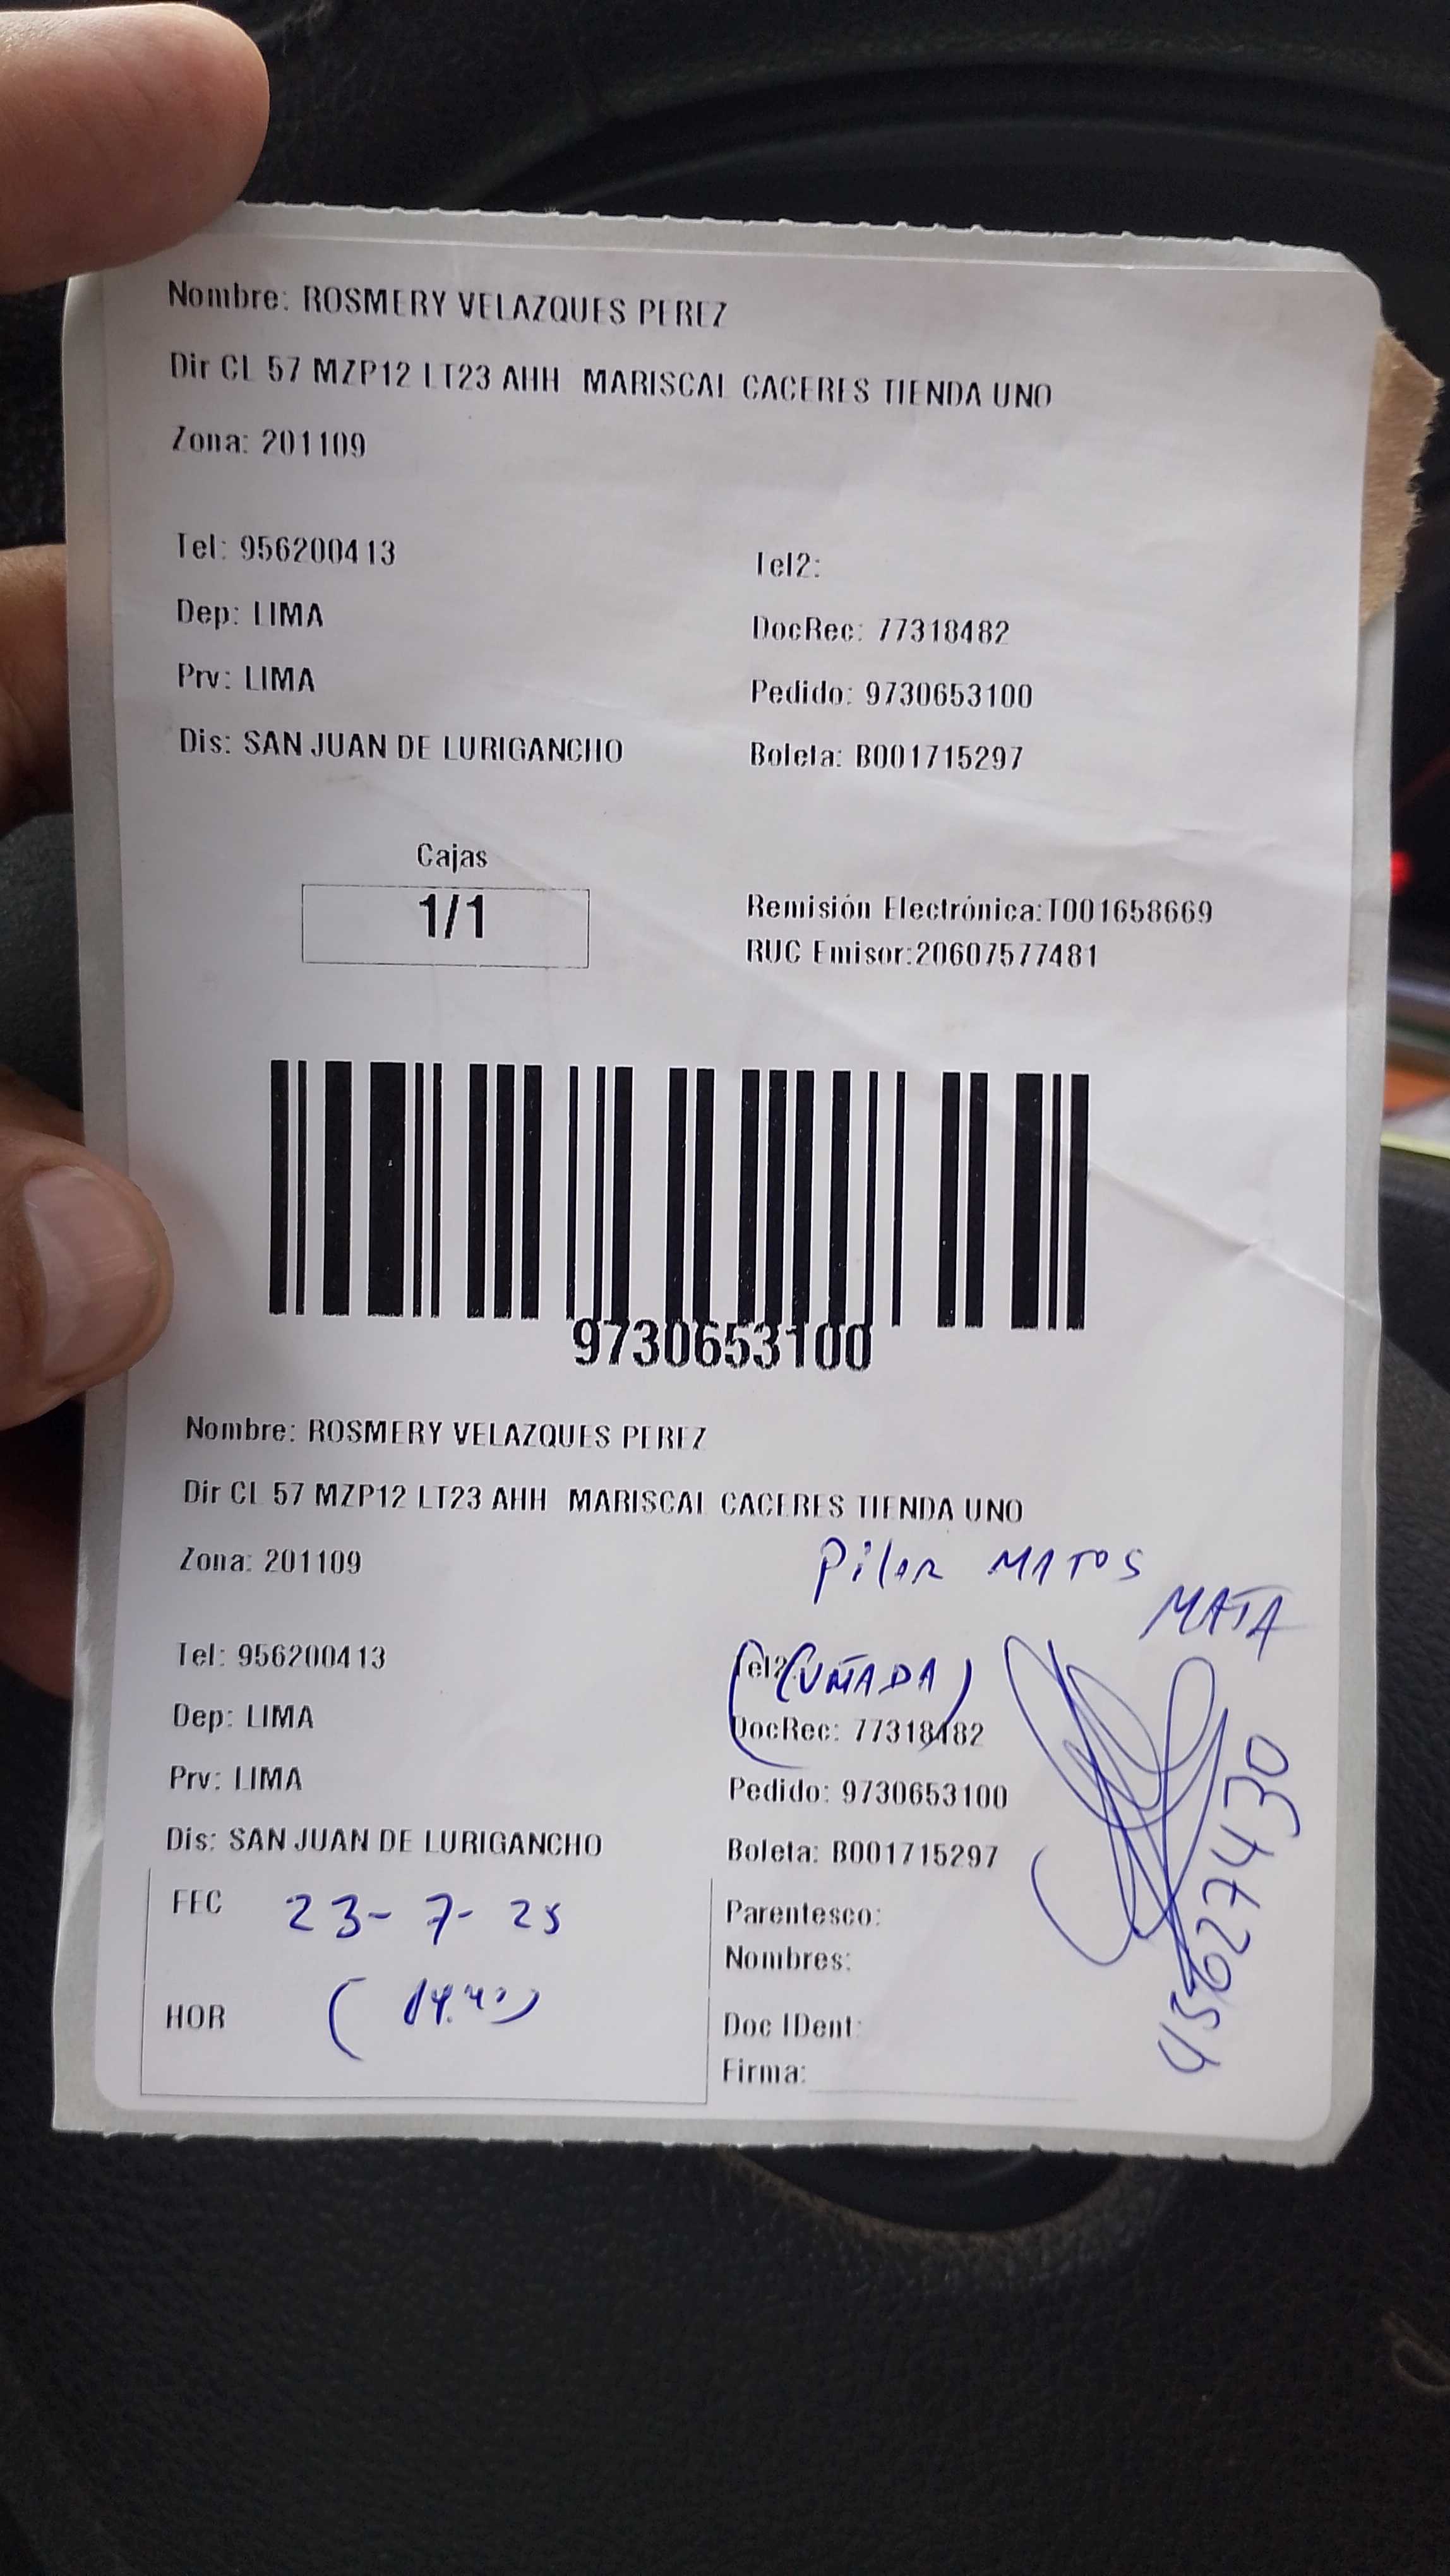 Nombre: ROSMERY VELAZQUES PEREZ
Dir CL 57 MZP12 LT23 AHH MARISCAL CACERES TIENDA UNO
Zona: 201109
Tel: 956200413
Tel2:
Dep: LIMA
DocRec: 77318482
Prv: LIMA
Pedido: 9730653100
Dis: SAN JUAN DE LURIGANCHO
Boleta: B001715297
Cajas
1/1
Remisión Electrónica:T001658669
RUC Emisor:20607577481
9730653100
Nombre: ROSMERY VELAZQUES PEREZ
Dir CL 57 MZP12 LT23 AHH MARISCAL CACERES TIENDA UNO
Zona: 201109
Pilar MATOS
MATA
Tel: 956200413
Tel2:
(CUÑADA)
Dep: LIMA
DocRec: 77318482
Prv: LIMA
Pedido: 9730653100
Dis: SAN JUAN DE LURIGANCHO
Boleta: B001715297
45627430
FEC 23-7-25
HOR
Parentesco:
Nombres:
Doc IDent:
Firma: